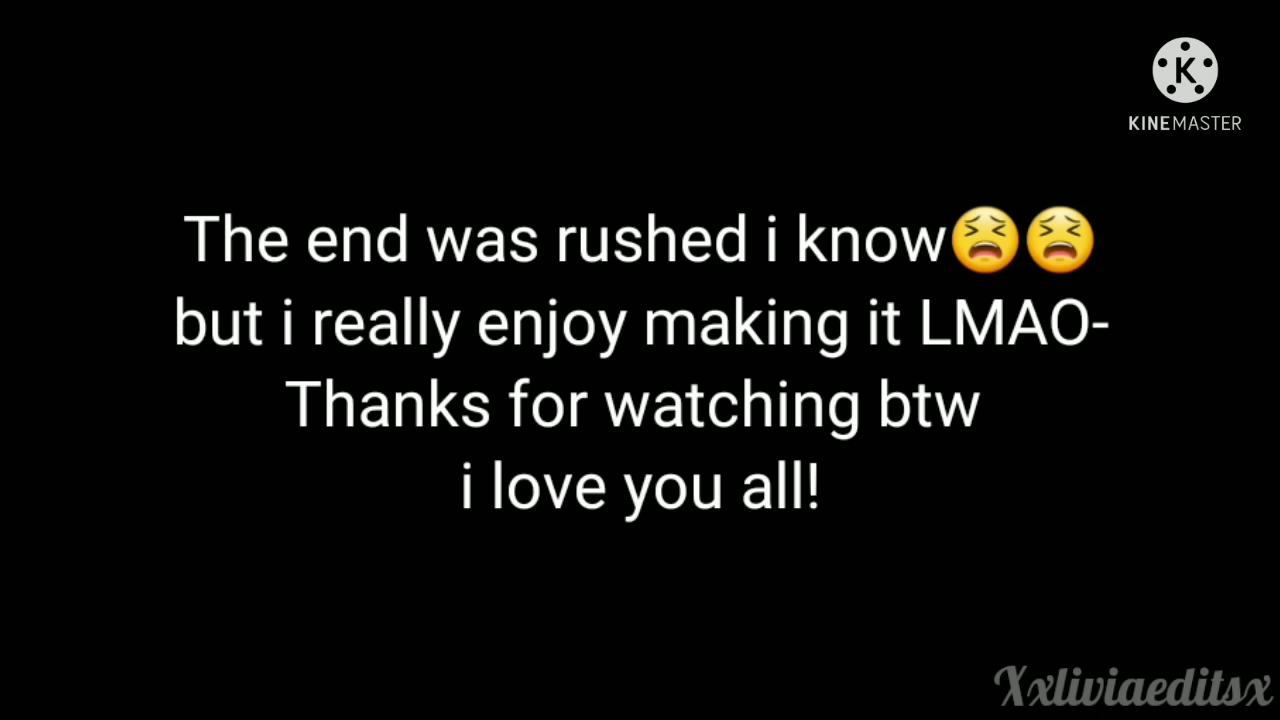 K
KINEMASTER
The end was rushed i know😫😫
but i really enjoy making it LMAO-
Thanks for watching btw
i love you all!
Xxliviaeditsx